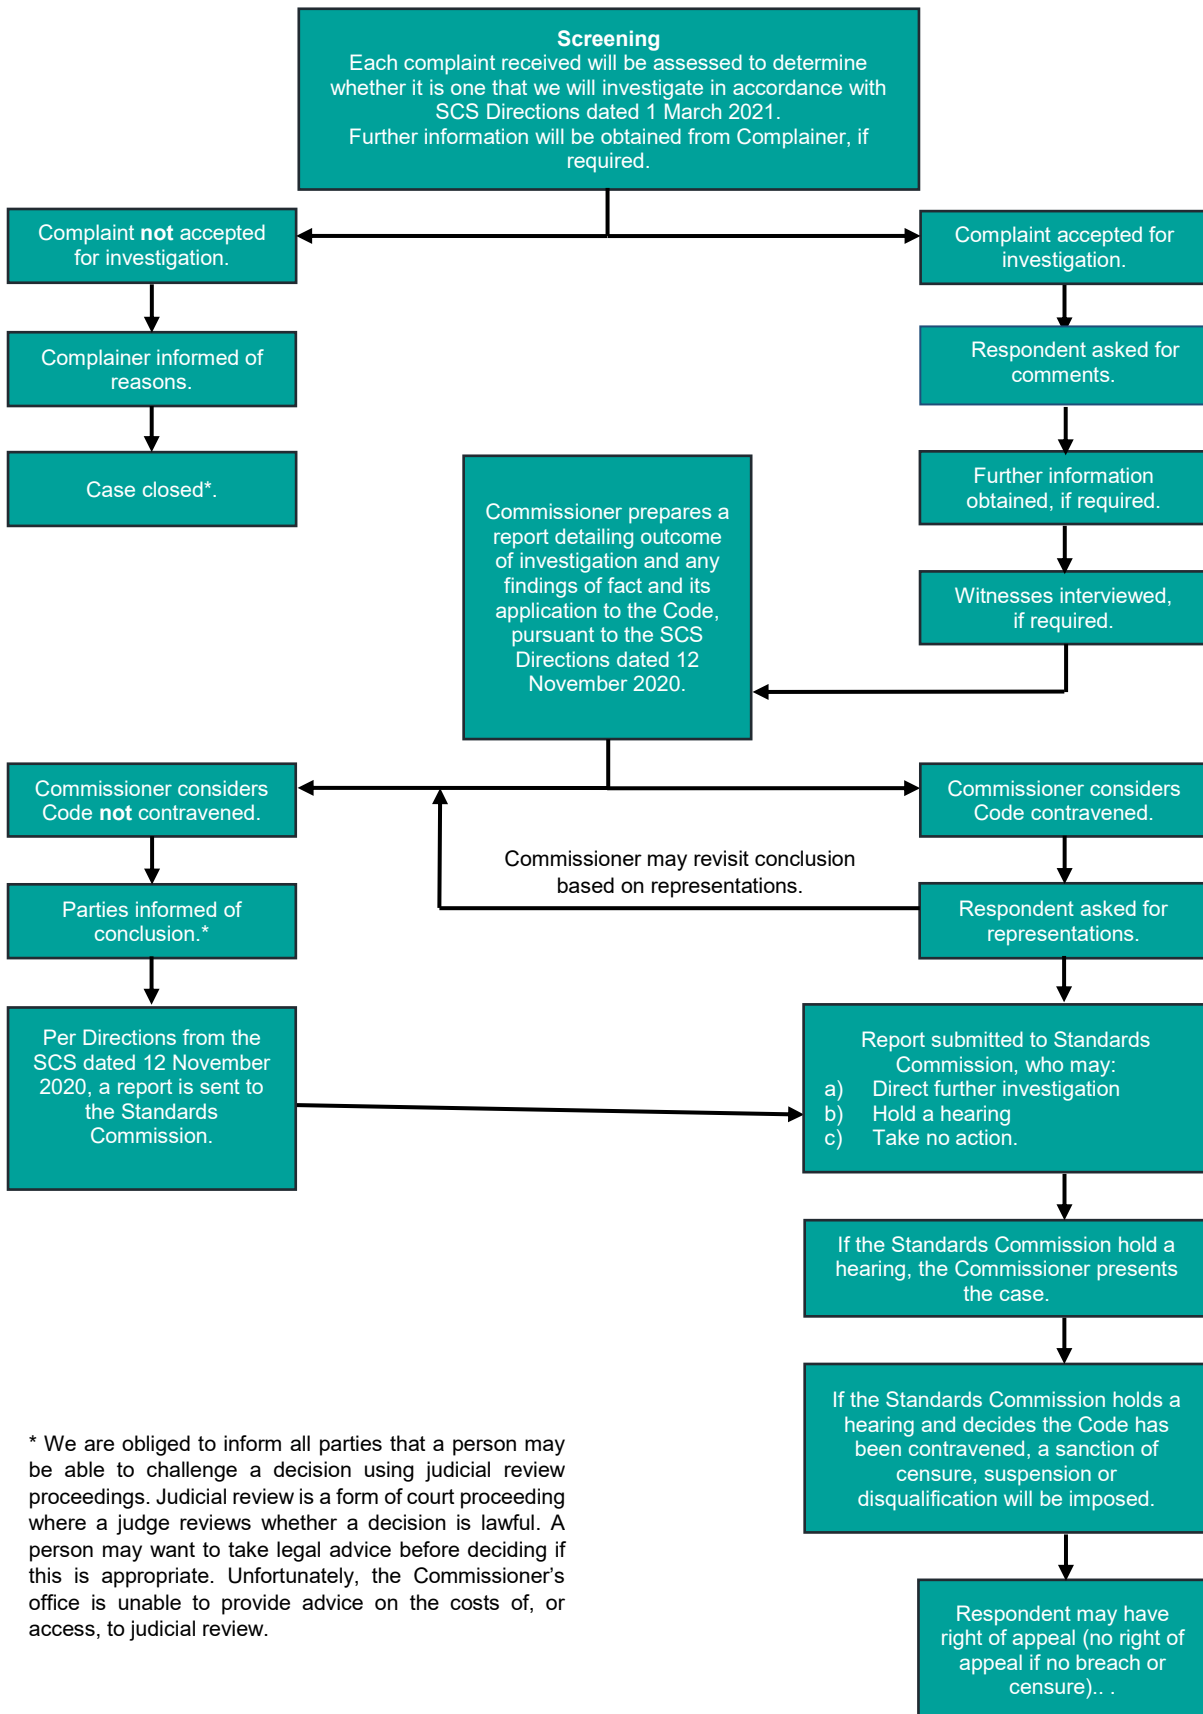 Screening
Each complaint received will be assessed to determine
whether it is one that we will investigate in accordance with
SCS Directions dated 1 March 2021.
Further information will be obtained from Complainer, if
required.
Complaint not accepted
for investigation.
Complaint accepted for
investigation.
Complainer informed of
reasons.
Respondent asked for
comments.
Case closed*.
Further information
obtained, if required.
Witnesses interviewed,
if required.
Commissioner prepares a
report detailing outcome
of investigation and any
findings of fact and its
application to the Code,
pursuant to the SCS
Directions dated 12
November 2020.
Commissioner considers
Code not contravened.
Commissioner considers
Code contravened.
Commissioner may revisit conclusion
based on representations.
Parties informed of
conclusion.*
Respondent asked for
representations.
Per Directions from the
SCS dated 12 November
2020, a report is sent to
the Standards
Commission.
Report submitted to Standards
Commission, who may:
a) Direct further investigation
b) Hold a hearing
c) Take no action.
If the Standards Commission hold a
hearing, the Commissioner presents
the case.
If the Standards Commission holds a
hearing and decides the Code has
been contravened, a sanction of
censure, suspension or
disqualification will be imposed.
Respondent may have
right of appeal (no right of
appeal if no breach or
censure).. .
* We are obliged to inform all parties that a person may
be able to challenge a decision using judicial review
proceedings. Judicial review is a form of court proceeding
where a judge reviews whether a decision is lawful. A
person may want to take legal advice before deciding if
this is appropriate. Unfortunately, the Commissioner's
office is unable to provide advice on the costs of, or
access, to judicial review.